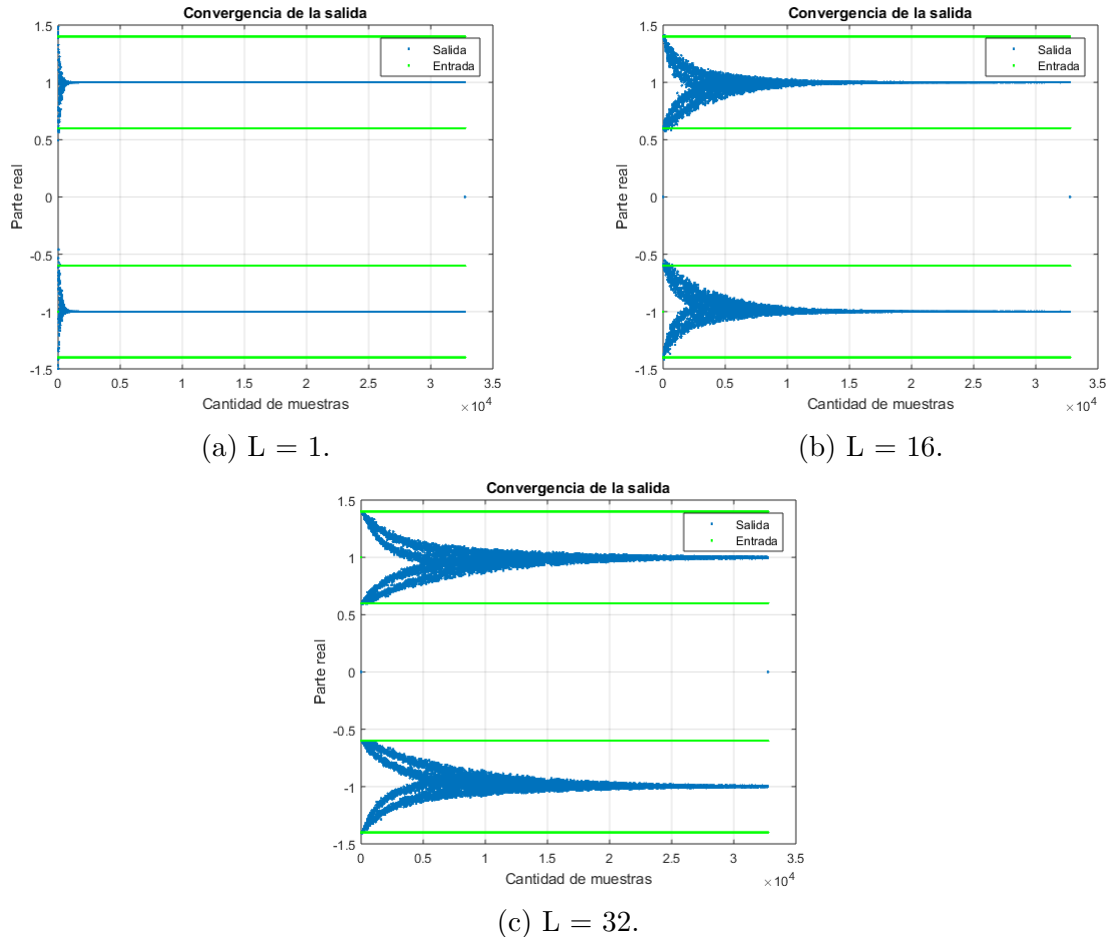 Convergencia de la salida
1.5
1
0.5
0
-0.5
-1
-1.5
Parte real
Salida
Entrada
0 0.5 1 1.5 2 2.5 3 3.5
Cantidad de muestras
×10^4
(a) L = 1.
Convergencia de la salida
1.5
1
0.5
0
-0.5
-1
-1.5
Parte real
Salida
Entrada
0 0.5 1 1.5 2 2.5 3 3.5
Cantidad de muestras
×10^4
(b) L = 16.
Convergencia de la salida
1.5
1
0.5
0
-0.5
-1
-1.5
Parte real
Salida
Entrada
0 0.5 1 1.5 2 2.5 3 3.5
Cantidad de muestras
×10^4
(c) L = 32.